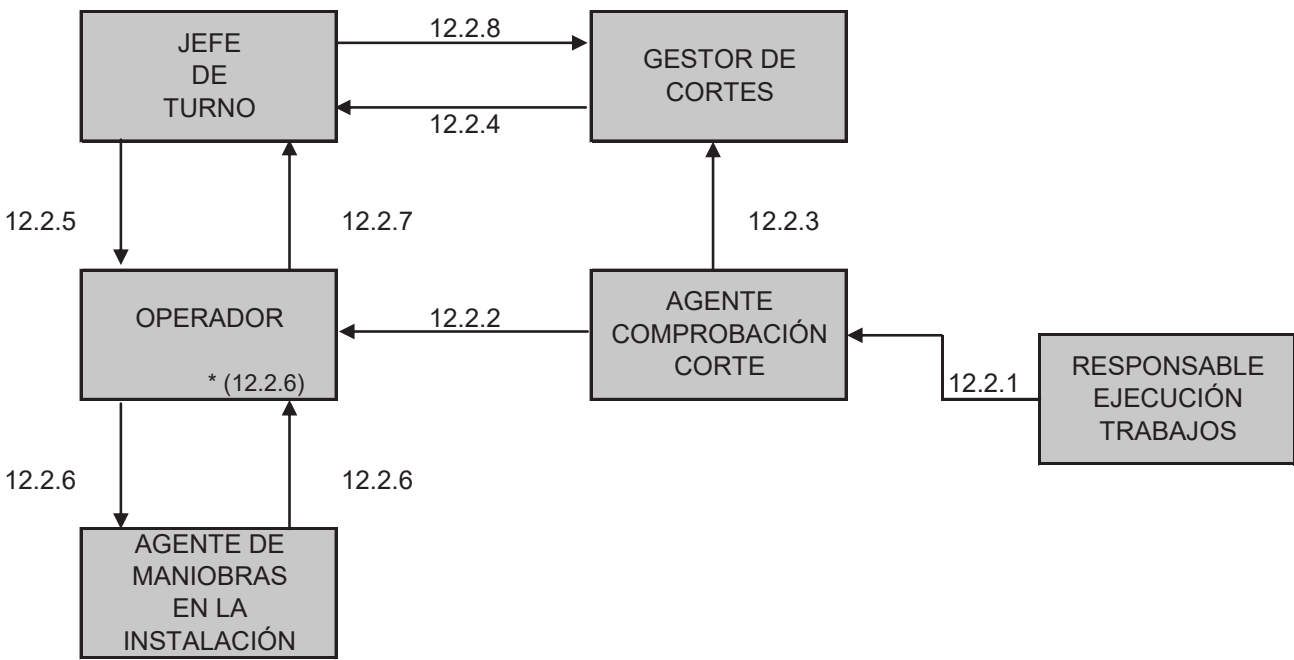 JEFE
DE
TURNO
12.2.8
GESTOR DE
CORTES
12.2.4
12.2.5
12.2.7
12.2.3
OPERADOR
* (12.2.6)
12.2.2
AGENTE
COMPROBACIÓN
CORTE
12.2.1
RESPONSABLE
EJECUCIÓN
TRABAJOS
12.2.6
12.2.6
AGENTE DE
MANIOBRAS
EN LA
INSTALACIÓN